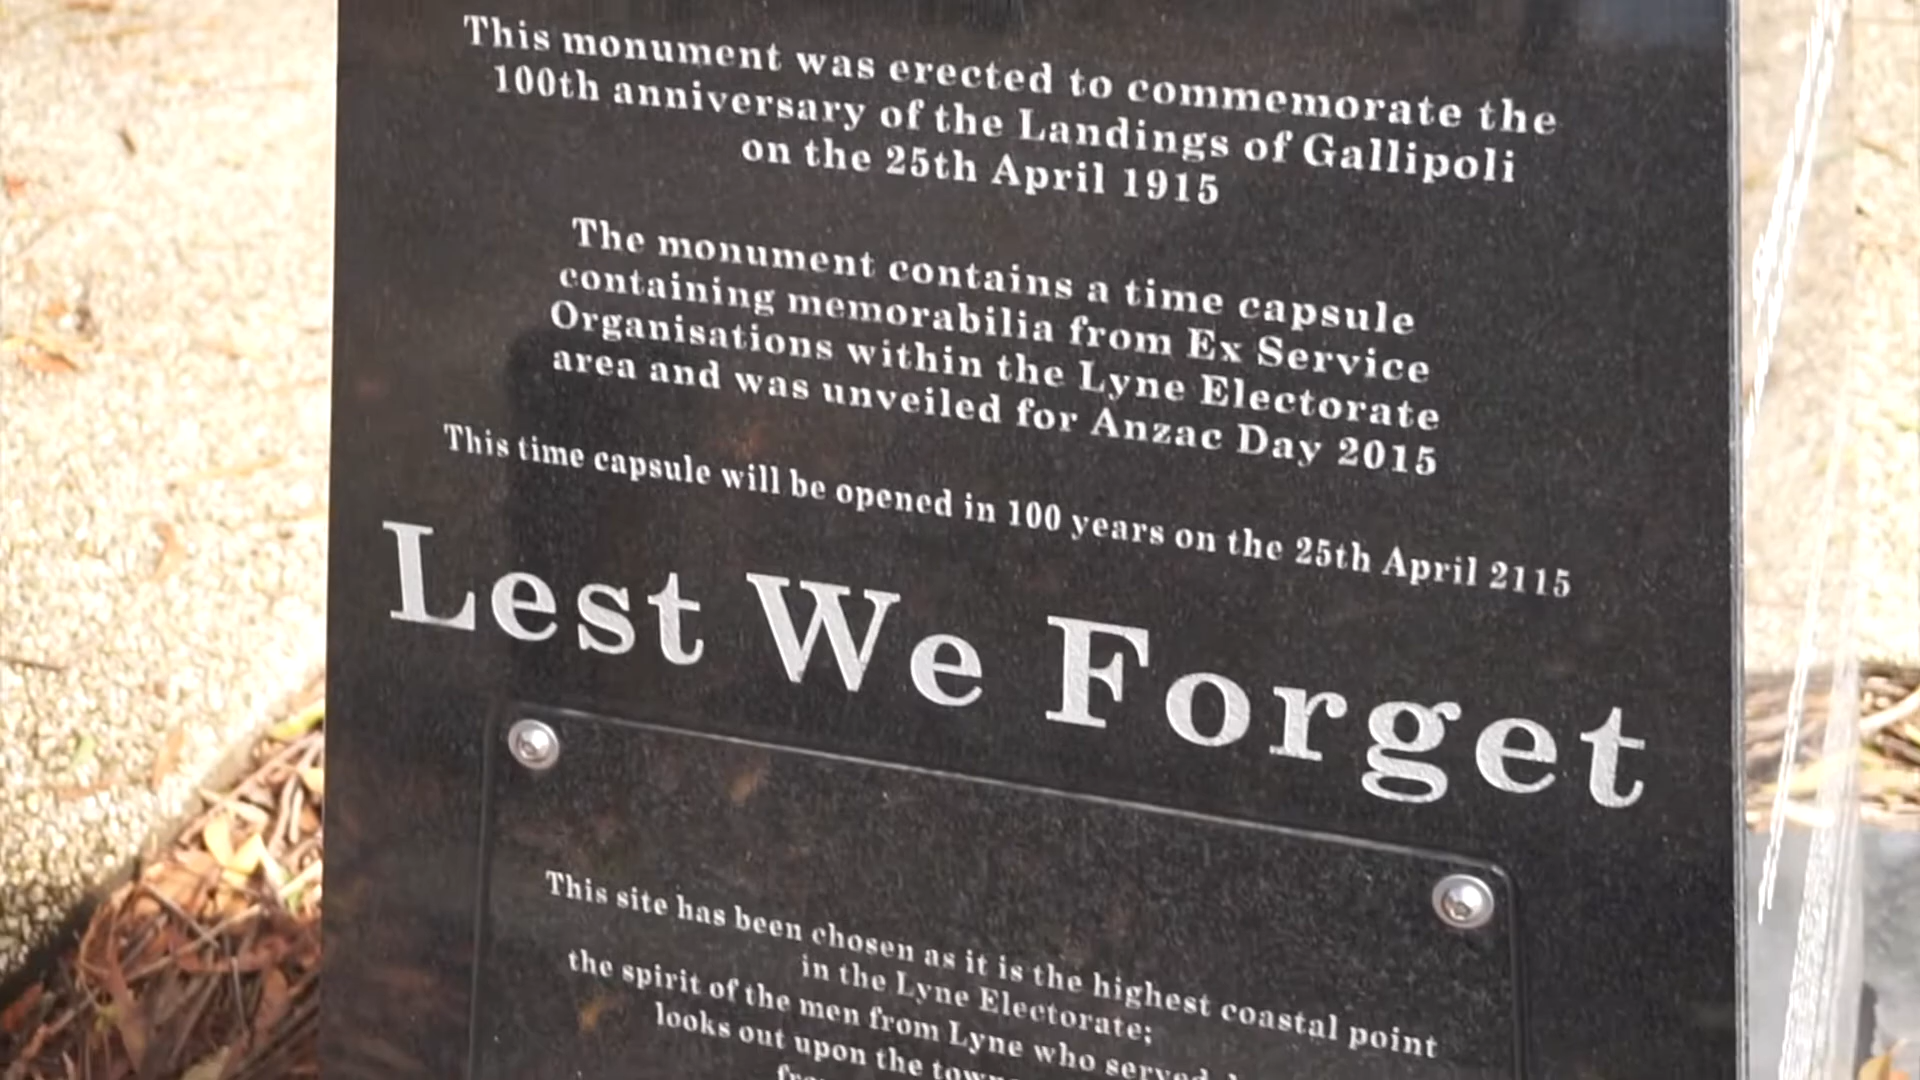 This monument was erected to commemorate the
100th anniversary of the Landings of Gallipoli
on the 25th April 1915
The monument contains a time capsule
containing memorabilia from Ex Service
Organisations within the Lyne Electorate
area and was unveiled for Anzac Day 2015
This time capsule will be opened in 100 years on the 25th April 2115
Lest We Forget
This site has been chosen as it is the highest coastal point
in the Lyne Electorate;
the spirit of the men from Lyne who served
looks out upon the